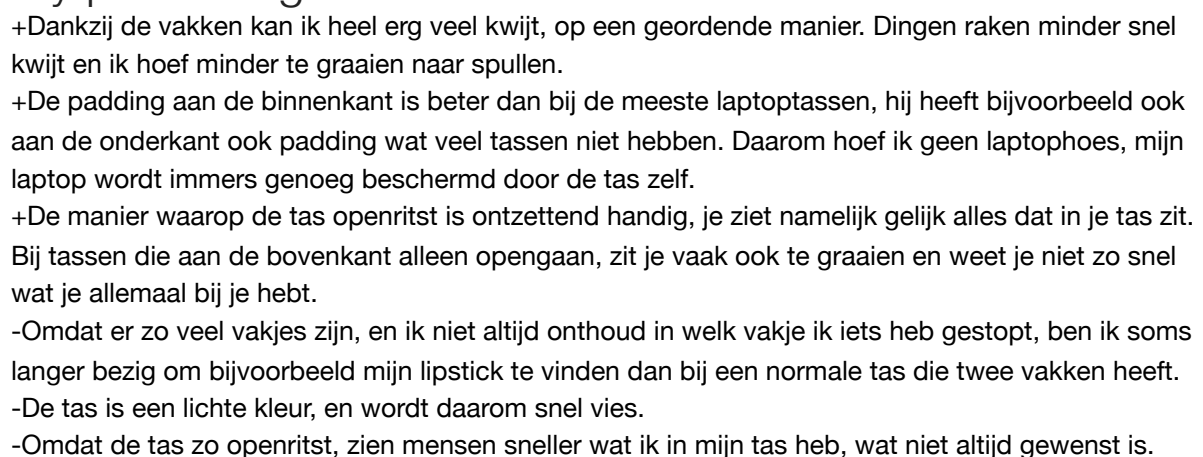 +Dankzij de vakken kan ik heel erg veel kwijt, op een geordende manier. Dingen raken minder snel
kwijt en ik hoef minder te graaien naar spullen.
+De padding aan de binnenkant is beter dan bij de meeste laptoptassen, hij heeft bijvoorbeeld ook
aan de onderkant ook padding wat veel tassen niet hebben. Daarom hoef ik geen laptophoes, mijn
laptop wordt immers genoeg beschermd door de tas zelf.
+De manier waarop de tas openritst is ontzettend handig, je ziet namelijk gelijk alles dat in je tas zit.
Bij tassen die aan de bovenkant alleen opengaan, zit je vaak ook te graaien en weet je niet zo snel
wat je allemaal bij je hebt.
-Omdat er zo veel vakjes zijn, en ik niet altijd onthoud in welk vakje ik iets heb gestopt, ben ik soms
langer bezig om bijvoorbeeld mijn lipstick te vinden dan bij een normale tas die twee vakken heeft.
-De tas is een lichte kleur, en wordt daarom snel vies.
-Omdat de tas zo openritst, zien mensen sneller wat ik in mijn tas heb, wat niet altijd gewenst is.